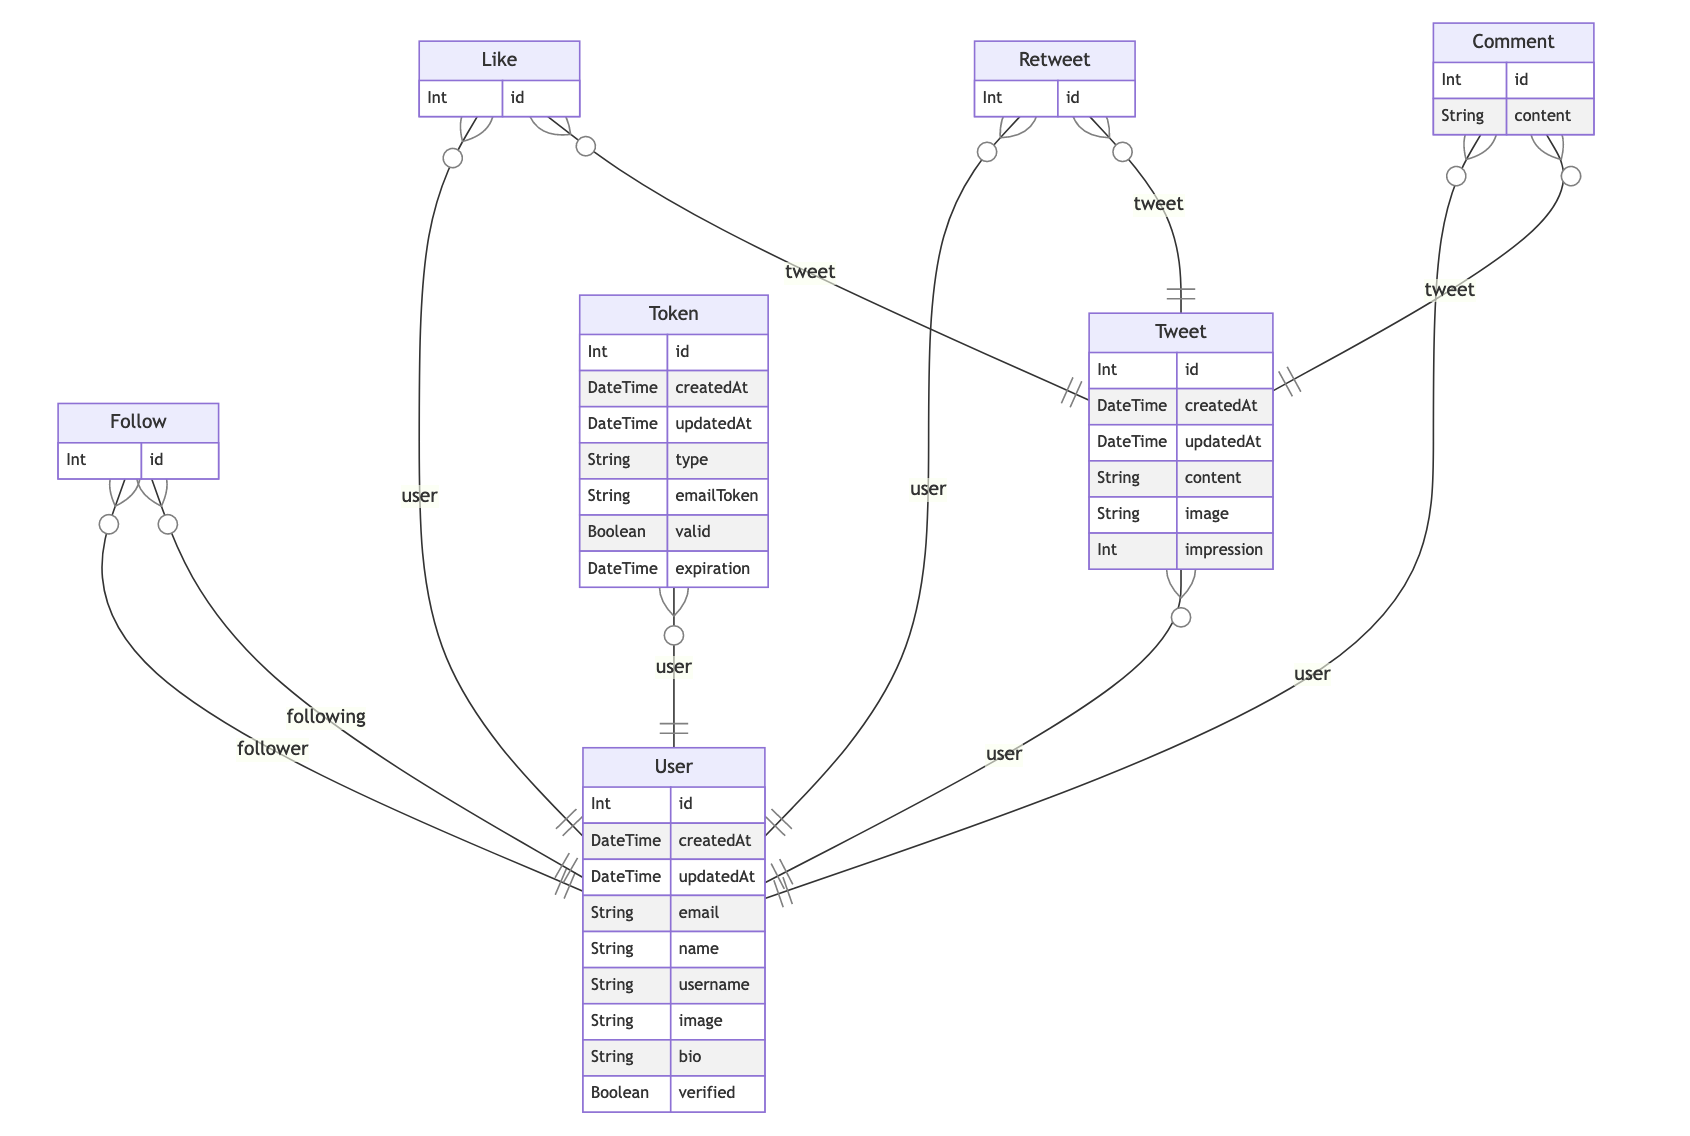 Like
Int id
Retweet
Int id
Comment
Int id
String content
tweet
tweet
tweet
Token
Int id
DateTime createdAt
DateTime updatedAt
String type
String emailToken
Boolean valid
DateTime expiration
Tweet
Int id
DateTime createdAt
DateTime updatedAt
String content
String image
Int impression
Follow
Int id
user
user
user
user
following
follower
user
User
Int id
DateTime createdAt
DateTime updatedAt
String email
String name
String username
String image
String bio
Boolean verified